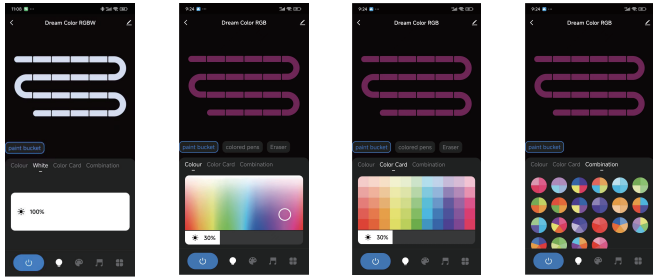 11:08
Dream Color RGBW
paint bucket
Colour White Color Card Combination
100%
9:24
Dream Color RGB
paint bucket colored pens Eraser
Colour Color Card Combination
30%
9:24
Dream Color RGB
paint bucket colored pens Eraser
Colour Color Card Combination
30%
9:24
Dream Color RGB
paint bucket
Colour Color Card Combination